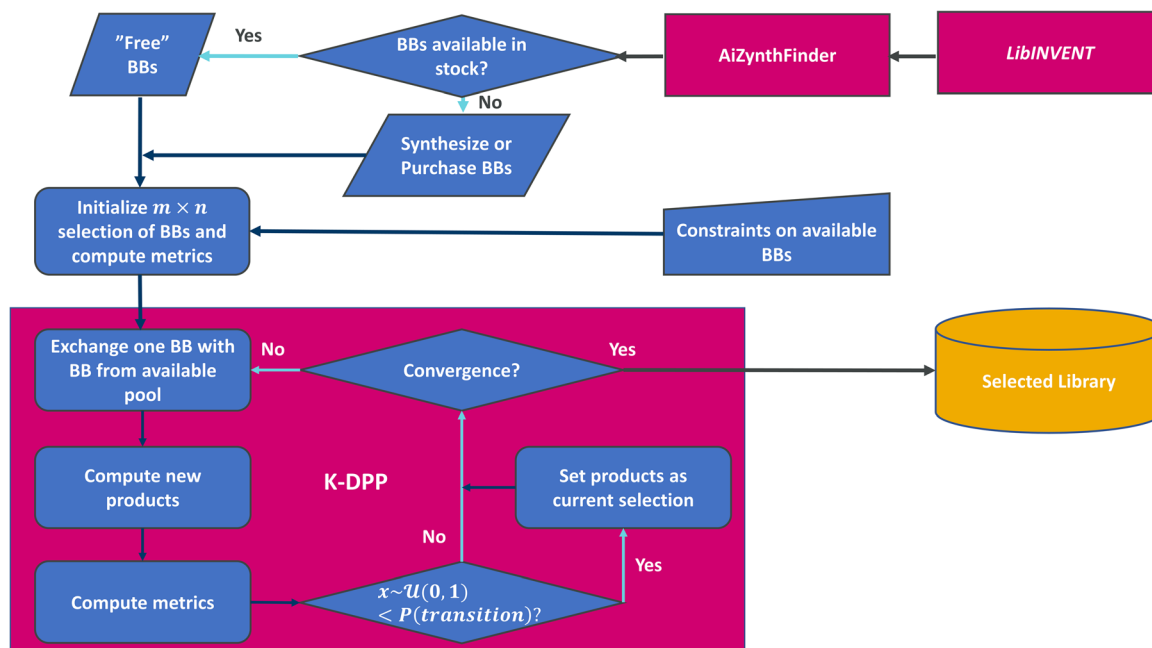 ”Free”
BBs
Yes
BBs available in
stock?
AiZynthFinder
LibINVENT
No
Synthesize or
Purchase BBs
Initialize m × n
selection of BBs and
compute metrics
Constraints on available
BBs
Exchange one BB with
BB from available
pool
No
Convergence?
Yes
Selected Library
Compute new
products
K-DPP
Set products as
current selection
No
Yes
Compute metrics
x~𝒰(0, 1)
< P(transition)?